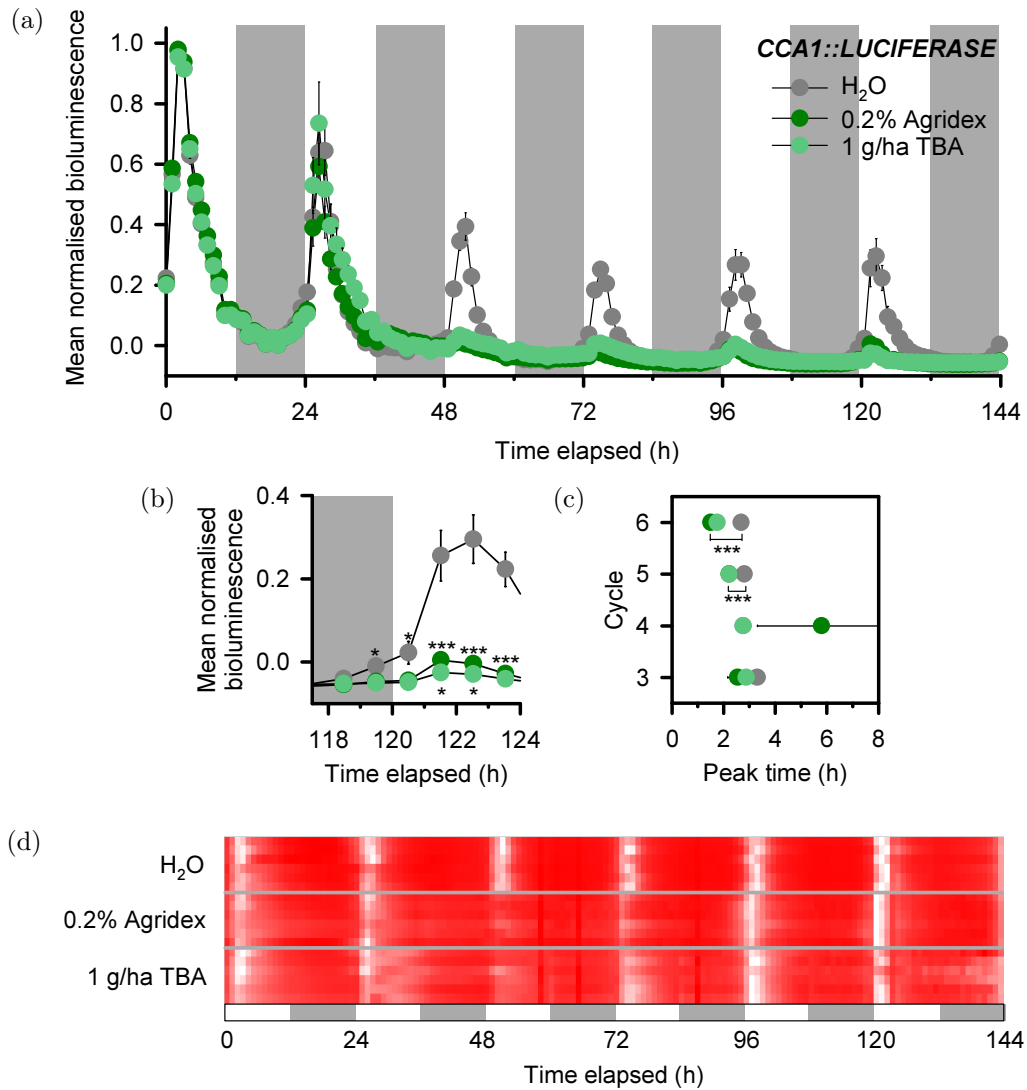 (a)
Mean normalised bioluminescence
1.0
0.8
0.6
0.4
0.2
0.0
CCA1::LUCIFERASE
H₂O
0.2% Agridex
1 g/ha TBA
0 24 48 72 96 120 144
Time elapsed (h)
(b)
Mean normalised
bioluminescence
0.4
0.2
0.0
* * *** *** ***
* *
118 120 122 124
Time elapsed (h)
(c)
Cycle
6
***
5
***
4
3
0 2 4 6 8
Peak time (h)
(d)
H₂O
0.2% Agridex
1 g/ha TBA
0 24 48 72 96 120 144
Time elapsed (h)